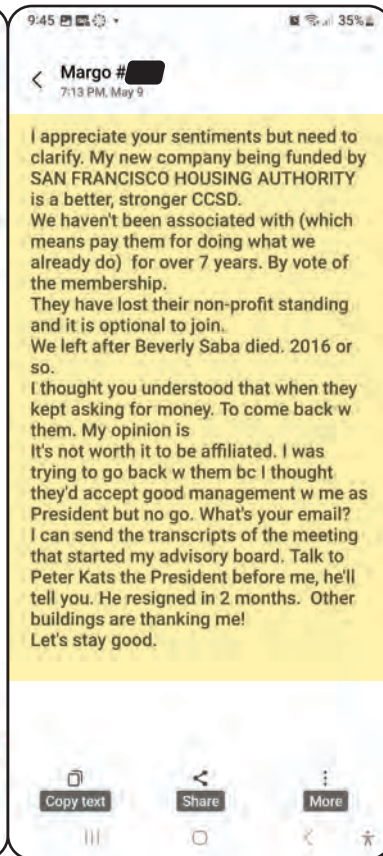 9:45
35%
Margo #
7:13 PM, May 9
I appreciate your sentiments but need to
clarify. My new company being funded by
SAN FRANCISCO HOUSING AUTHORITY
is a better, stronger CCSD.
We haven't been associated with (which
means pay them for doing what we
already do) for over 7 years. By vote of
the membership.
They have lost their non-profit standing
and it is optional to join.
We left after Beverly Saba died. 2016 or
so.
I thought you understood that when they
kept asking for money. To come back w
them. My opinion is
It's not worth it to be affiliated. I was
trying to go back w them bc I thought
they'd accept good management w me as
President but no go. What's your email?
I can send the transcripts of the meeting
that started my advisory board. Talk to
Peter Kats the President before me, he'll
tell you. He resigned in 2 months. Other
buildings are thanking me!
Let's stay good.
Copy text
Share
More